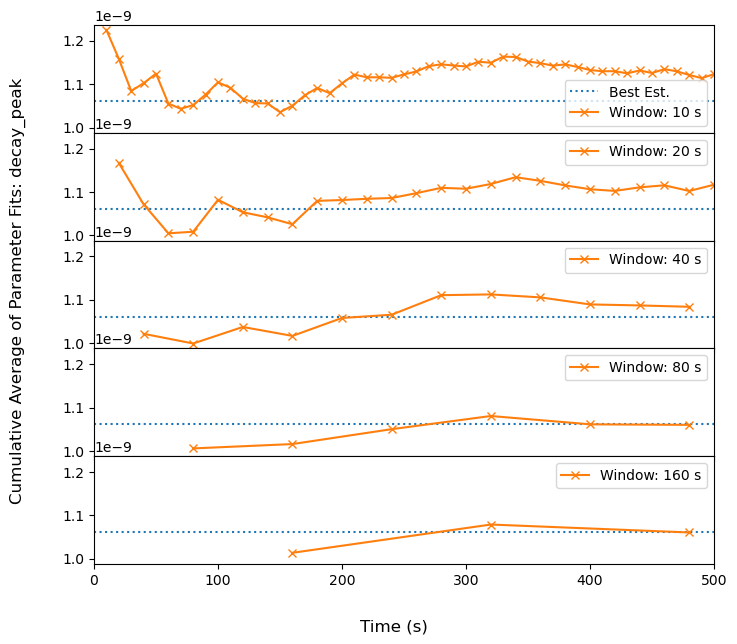 1e−9
1.2
1.1
1.0
Best Est.
Window: 10 s
1e−9
1.2
1.1
1.0
Window: 20 s
1e−9
1.2
1.1
1.0
Window: 40 s
1e−9
1.2
1.1
1.0
Window: 80 s
1e−9
1.2
1.1
1.0
Window: 160 s
0 100 200 300 400 500
Time (s)
Cumulative Average of Parameter Fits: decay_peak